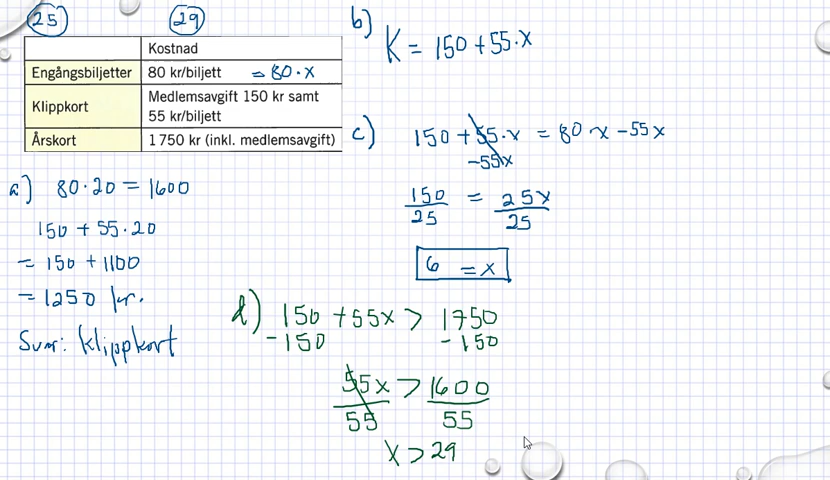 25 29
Kostnad
Engångsbiljetter 80 kr/biljett = 80·x
Klippkort Medlemsavgift 150 kr samt
55 kr/biljett
Årskort 1 750 kr (inkl. medlemsavgift)
a) 80·20 = 1600
150 + 55·20
= 150 + 1100
= 1250 kr.
Svar: klippkort
b) K = 150 + 55·x
c) 150 + 55·x = 80·x - 55x
-55x
150 = 25x
25 25
6 = x
d) 150 + 55x > 1750
-150 -150
55x > 1600
55 55
x > 29